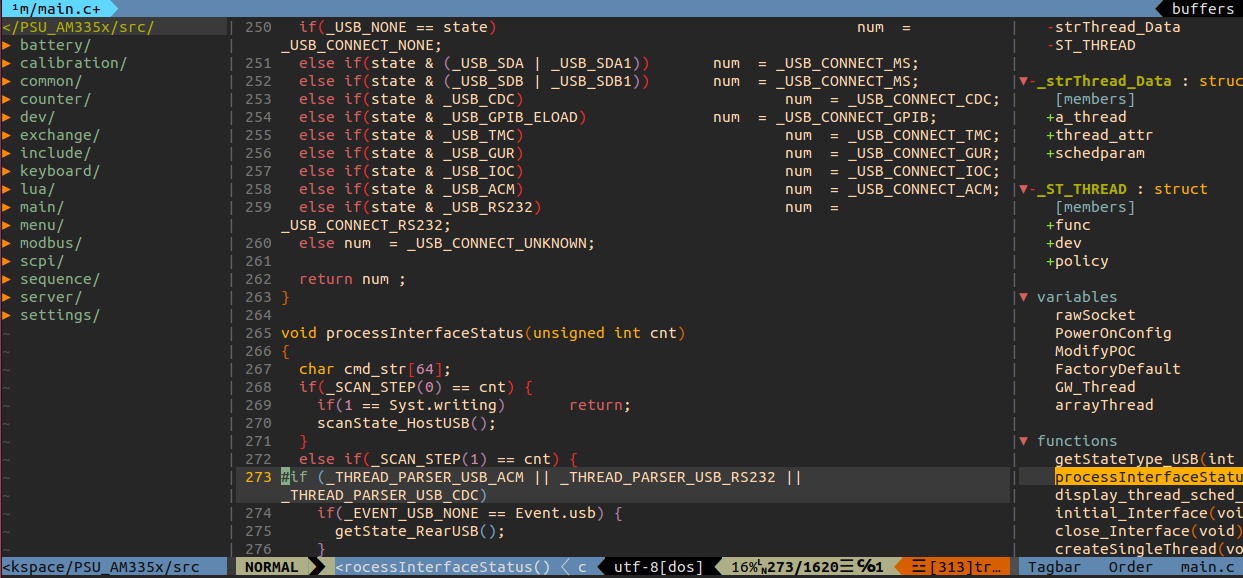 ¹m/main.c+
buffers
</PSU_AM335x/src/
▶ battery/
▶ calibration/
▶ common/
▶ counter/
▶ dev/
▶ exchange/
▶ include/
▶ keyboard/
▶ lua/
▶ main/
▶ menu/
▶ modbus/
▶ scpi/
▶ sequence/
▶ server/
▶ settings/
250   if(_USB_NONE == state)                                        num  =
_USB_CONNECT_NONE;
251   else if(state & (_USB_SDA | _USB_SDA1))       num  = _USB_CONNECT_MS;
252   else if(state & (_USB_SDB | _USB_SDB1))       num  = _USB_CONNECT_MS;
253   else if(state & _USB_CDC)                             num  = _USB_CONNECT_CDC;
254   else if(state & _USB_GPIB_ELOAD)              num  = _USB_CONNECT_GPIB;
255   else if(state & _USB_TMC)                             num  = _USB_CONNECT_TMC;
256   else if(state & _USB_GUR)                             num  = _USB_CONNECT_GUR;
257   else if(state & _USB_IOC)                             num  = _USB_CONNECT_IOC;
258   else if(state & _USB_ACM)                             num  = _USB_CONNECT_ACM;
259   else if(state & _USB_RS232)                           num  =
_USB_CONNECT_RS232;
260   else num  = _USB_CONNECT_UNKNOWN;
261
262   return num ;
263 }
264
265 void processInterfaceStatus(unsigned int cnt)
266 {
267   char cmd_str[64];
268   if(_SCAN_STEP(0) == cnt) {
269     if(1 == Syst.writing)       return;
270     scanState_HostUSB();
271   }
272   else if(_SCAN_STEP(1) == cnt) {
273 #if (_THREAD_PARSER_USB_ACM || _THREAD_PARSER_USB_RS232 ||
_THREAD_PARSER_USB_CDC)
274     if(_EVENT_USB_NONE == Event.usb) {
275       getState_RearUSB();
276     }
-strThread_Data
-ST_THREAD
▼-_strThread_Data : struc
[members]
+a_thread
+thread_attr
+schedparam
▼-_ST_THREAD : struct
[members]
+func
+dev
+policy
▼ variables
rawSocket
PowerOnConfig
ModifyPOC
FactoryDefault
GW_Thread
arrayThread
▼ functions
getStateType_USB(int
processInterfaceStatu
display_thread_sched_
initial_Interface(voi
close_Interface(void)
createSingleThread(vo
<kspace/PSU_AM335x/src
NORMAL
<rocessInterfaceStatus() 〈 c
utf-8[dos]
16%␤273/1620☰℅1
☲[313]tr…
Tagbar   Order   main.c